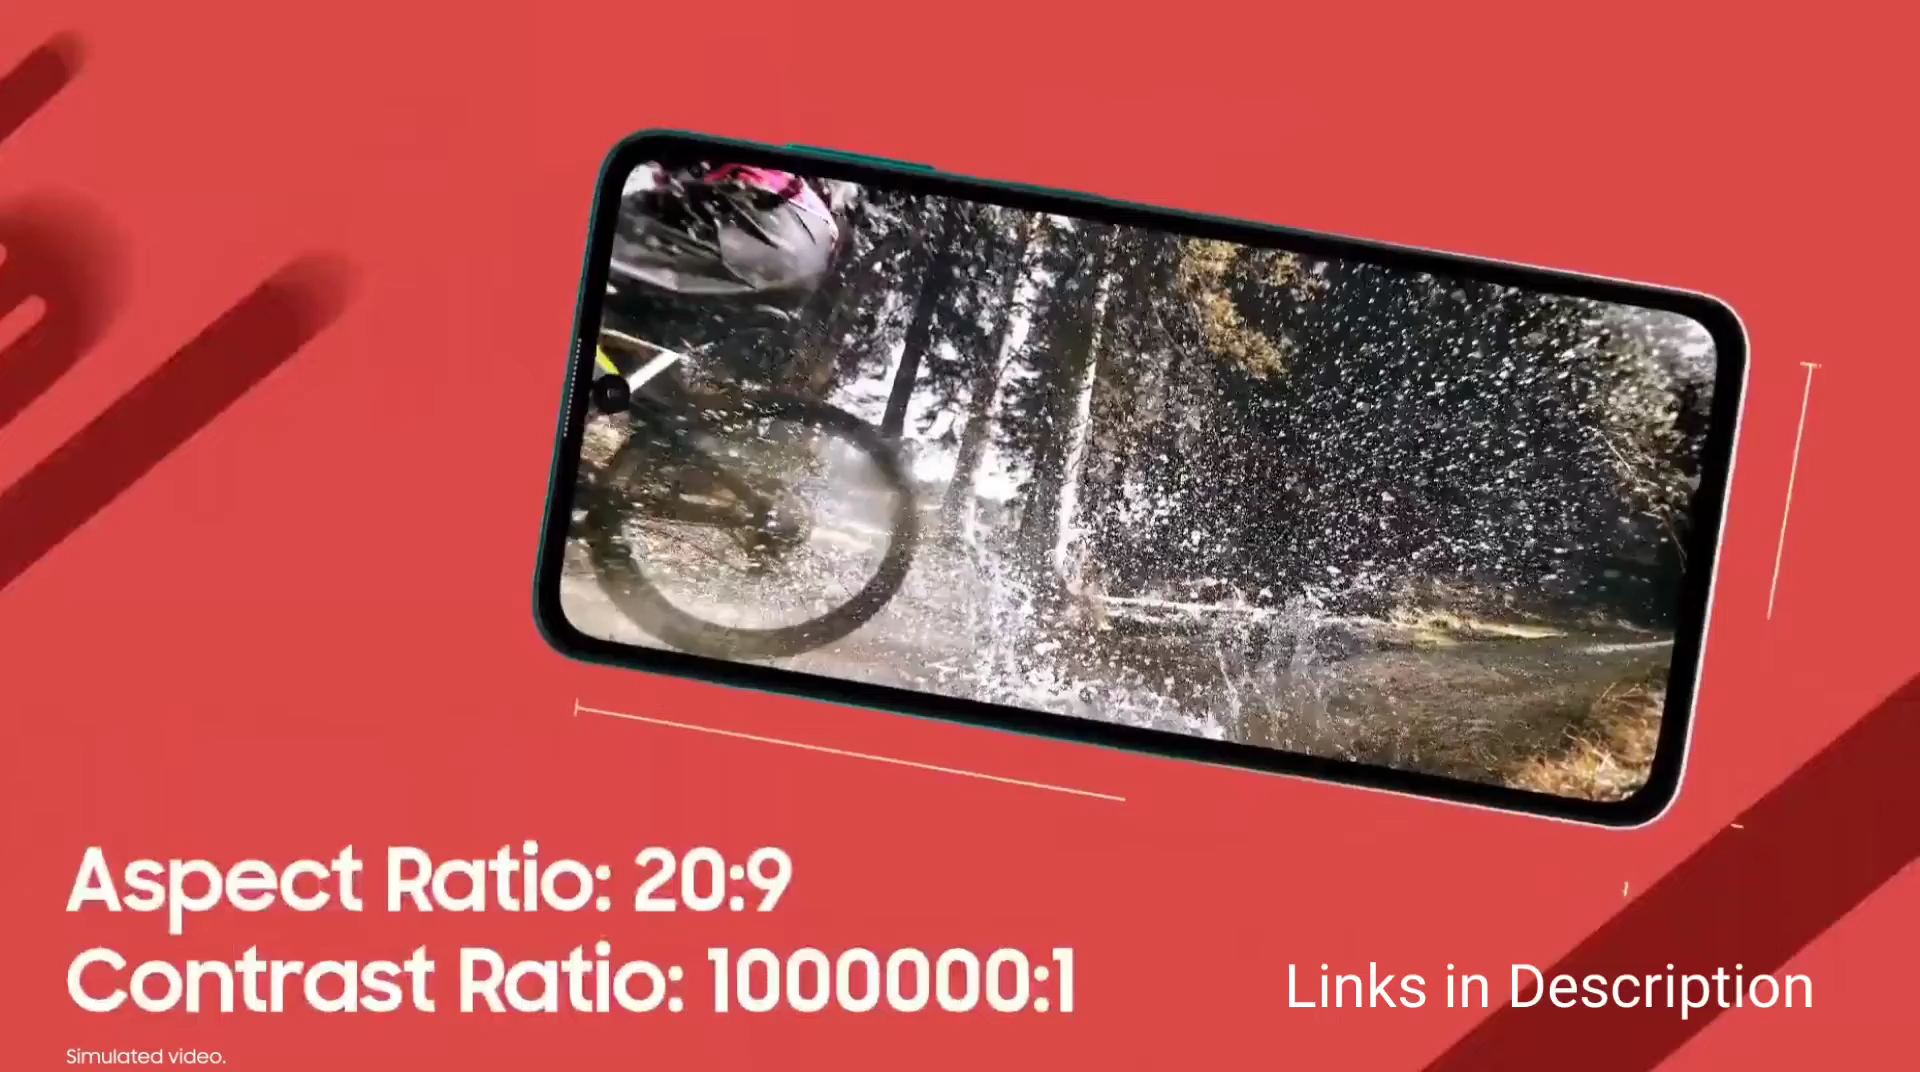 Aspect Ratio: 20:9
Contrast Ratio: 1000000:1
Links in Description
Simulated video.